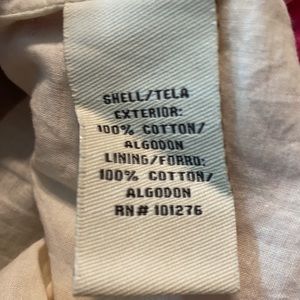 SHELL/TELA
EXTERIOR:
100% COTTON/
ALGODON
LINING/FORRO:
100% COTTON/
ALGODON
RN# 101276